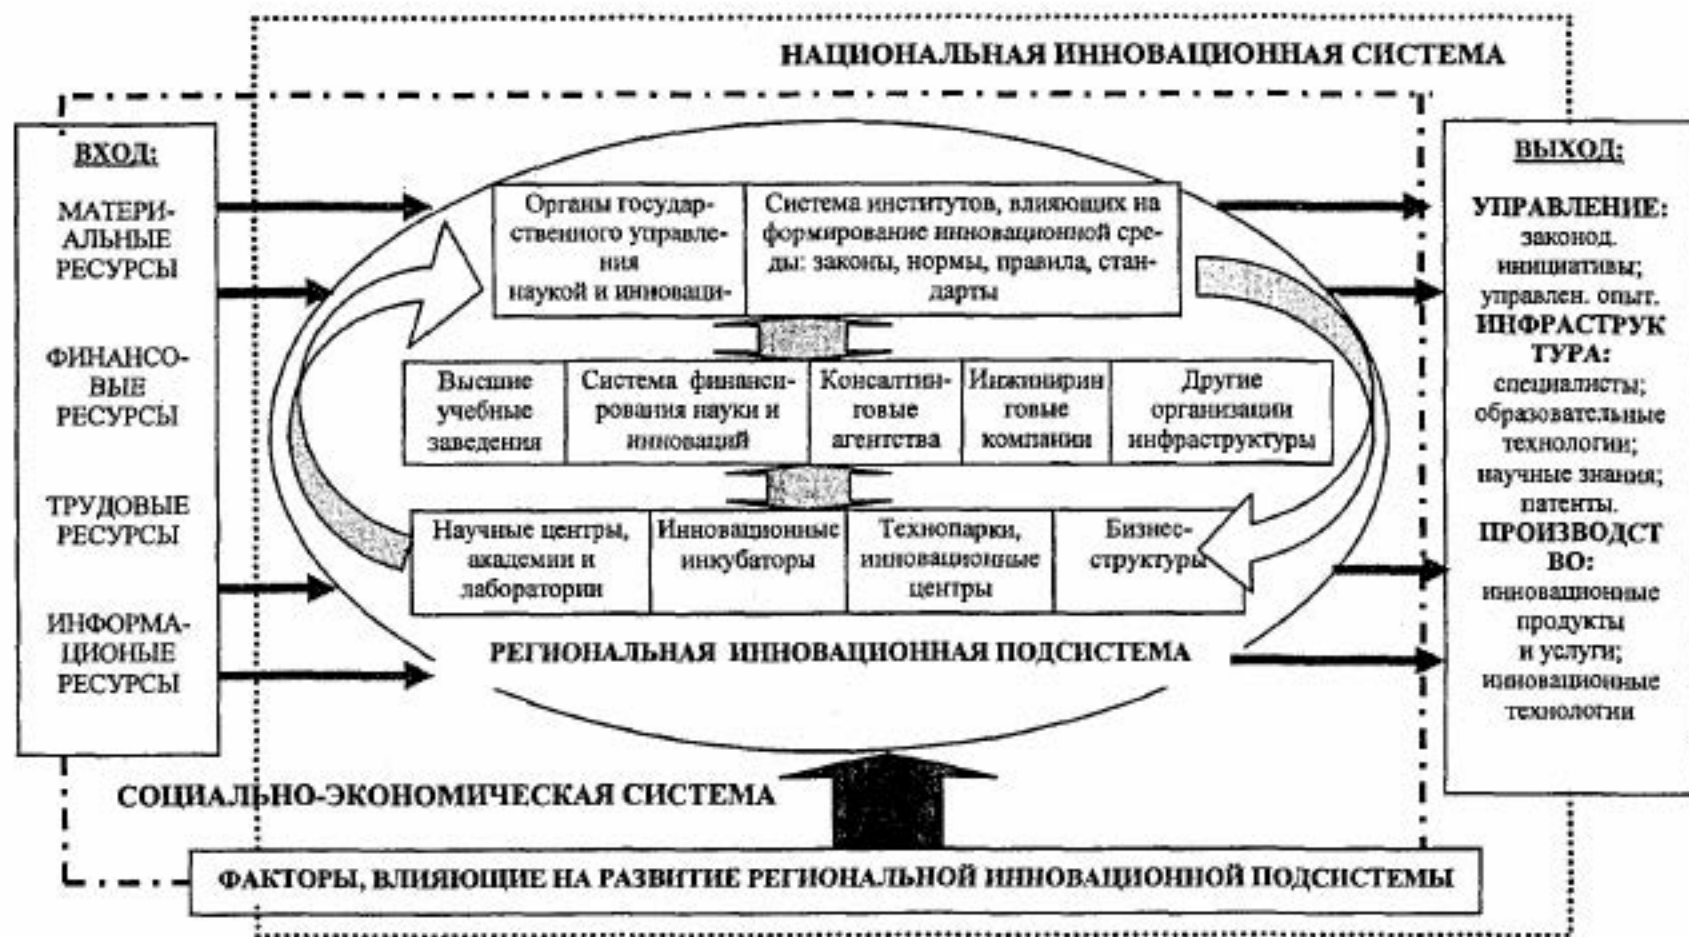 НАЦИОНАЛЬНАЯ ИННОВАЦИОННАЯ СИСТЕМА
ВХОД:
МАТЕРИ-
АЛЬНЫЕ
РЕСУРСЫ
ФИНАНСО-
ВЫЕ
РЕСУРСЫ
ТРУДОВЫЕ
РЕСУРСЫ
ИНФОРМА-
ЦИОНЫЕ
РЕСУРСЫ
Органы государ-
ственного управле-
ния
наукой и инноваци-
Система институтов, влияющих на
формирование инновационной сре-
ды: законы, нормы, правила, стан-
дарты
Высшие
учебные
заведения
Система финанси-
рования науки и
инноваций
Консалтин-
говые
агентства
Инжинирин
говые
компании
Другие
организации
инфраструктуры
Научные центры,
академии и
лаборатории
Инновационные
инкубаторы
Технопарки,
инновационные
центры
Бизнес-
структуры
РЕГИОНАЛЬНАЯ ИННОВАЦИОННАЯ ПОДСИСТЕМА
ВЫХОД:
УПРАВЛЕНИЕ:
законод.
инициативы;
управлен. опыт.
ИНФРАСТРУК
ТУРА:
специалисты;
образовательные
технологии;
научные знания;
патенты.
ПРОИЗВОДСТ
ВО:
инновационные
продукты
и услуги;
инновационные
технологии
СОЦИАЛЬНО-ЭКОНОМИЧЕСКАЯ СИСТЕМА
ФАКТОРЫ, ВЛИЯЮЩИЕ НА РАЗВИТИЕ РЕГИОНАЛЬНОЙ ИННОВАЦИОННОЙ ПОДСИСТЕМЫ